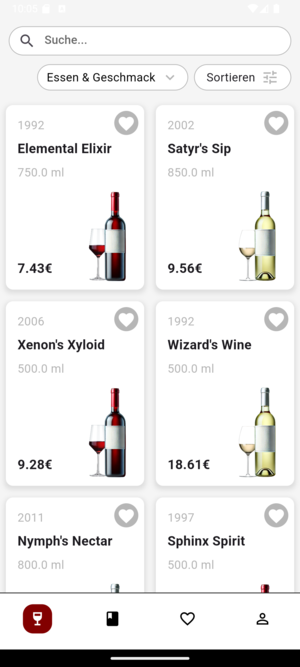 Suche...
Essen & Geschmack
Sortieren
1992
Elemental Elixir
750.0 ml
7.43€
2002
Satyr's Sip
850.0 ml
9.56€
2006
Xenon's Xyloid
500.0 ml
9.28€
1992
Wizard's Wine
500.0 ml
18.61€
2011
Nymph's Nectar
800.0 ml
1997
Sphinx Spirit
500.0 ml